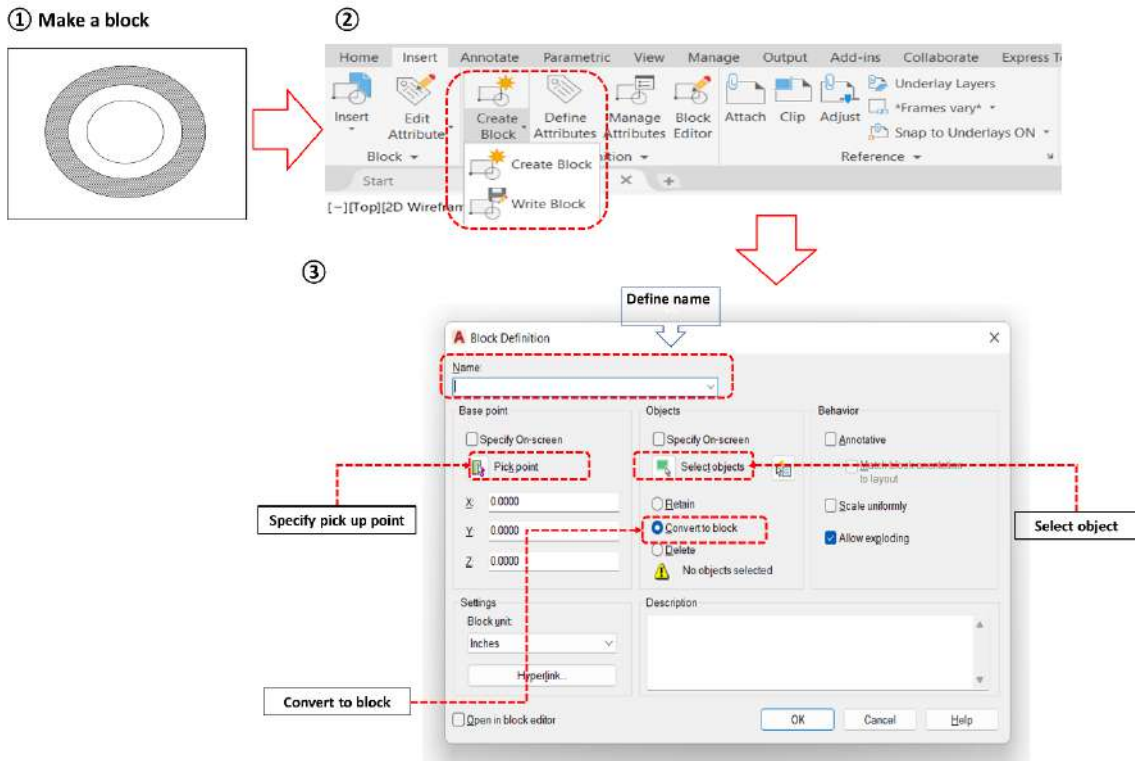 ① Make a block
②
Home Insert Annotate Parametric View Manage Output Add-ins Collaborate Express
Insert
Edit
Attribute
Create
Block
Define
Attributes
Manage
Attributes
Block
Editor
Attach
Clip
Adjust
Underlay Layers
*Frames vary*
Snap to Underlays ON
Block
Reference
Create Block
Write Block
Start
[-][Top][2D Wirefram
③
Define name
A Block Definition
Name:
Base point
Specify On-screen
Pick point
X: 0.0000
Y: 0.0000
Z: 0.0000
Objects
Specify On-screen
Select objects
Retain
Convert to block
Delete
No objects selected
Behavior
Annotative
Match block orientation
to layout
Scale uniformly
Allow exploding
Specify pick up point
Select object
Settings
Block unit:
Inches
Hyperlink...
Description
Convert to block
Open in block editor
OK
Cancel
Help